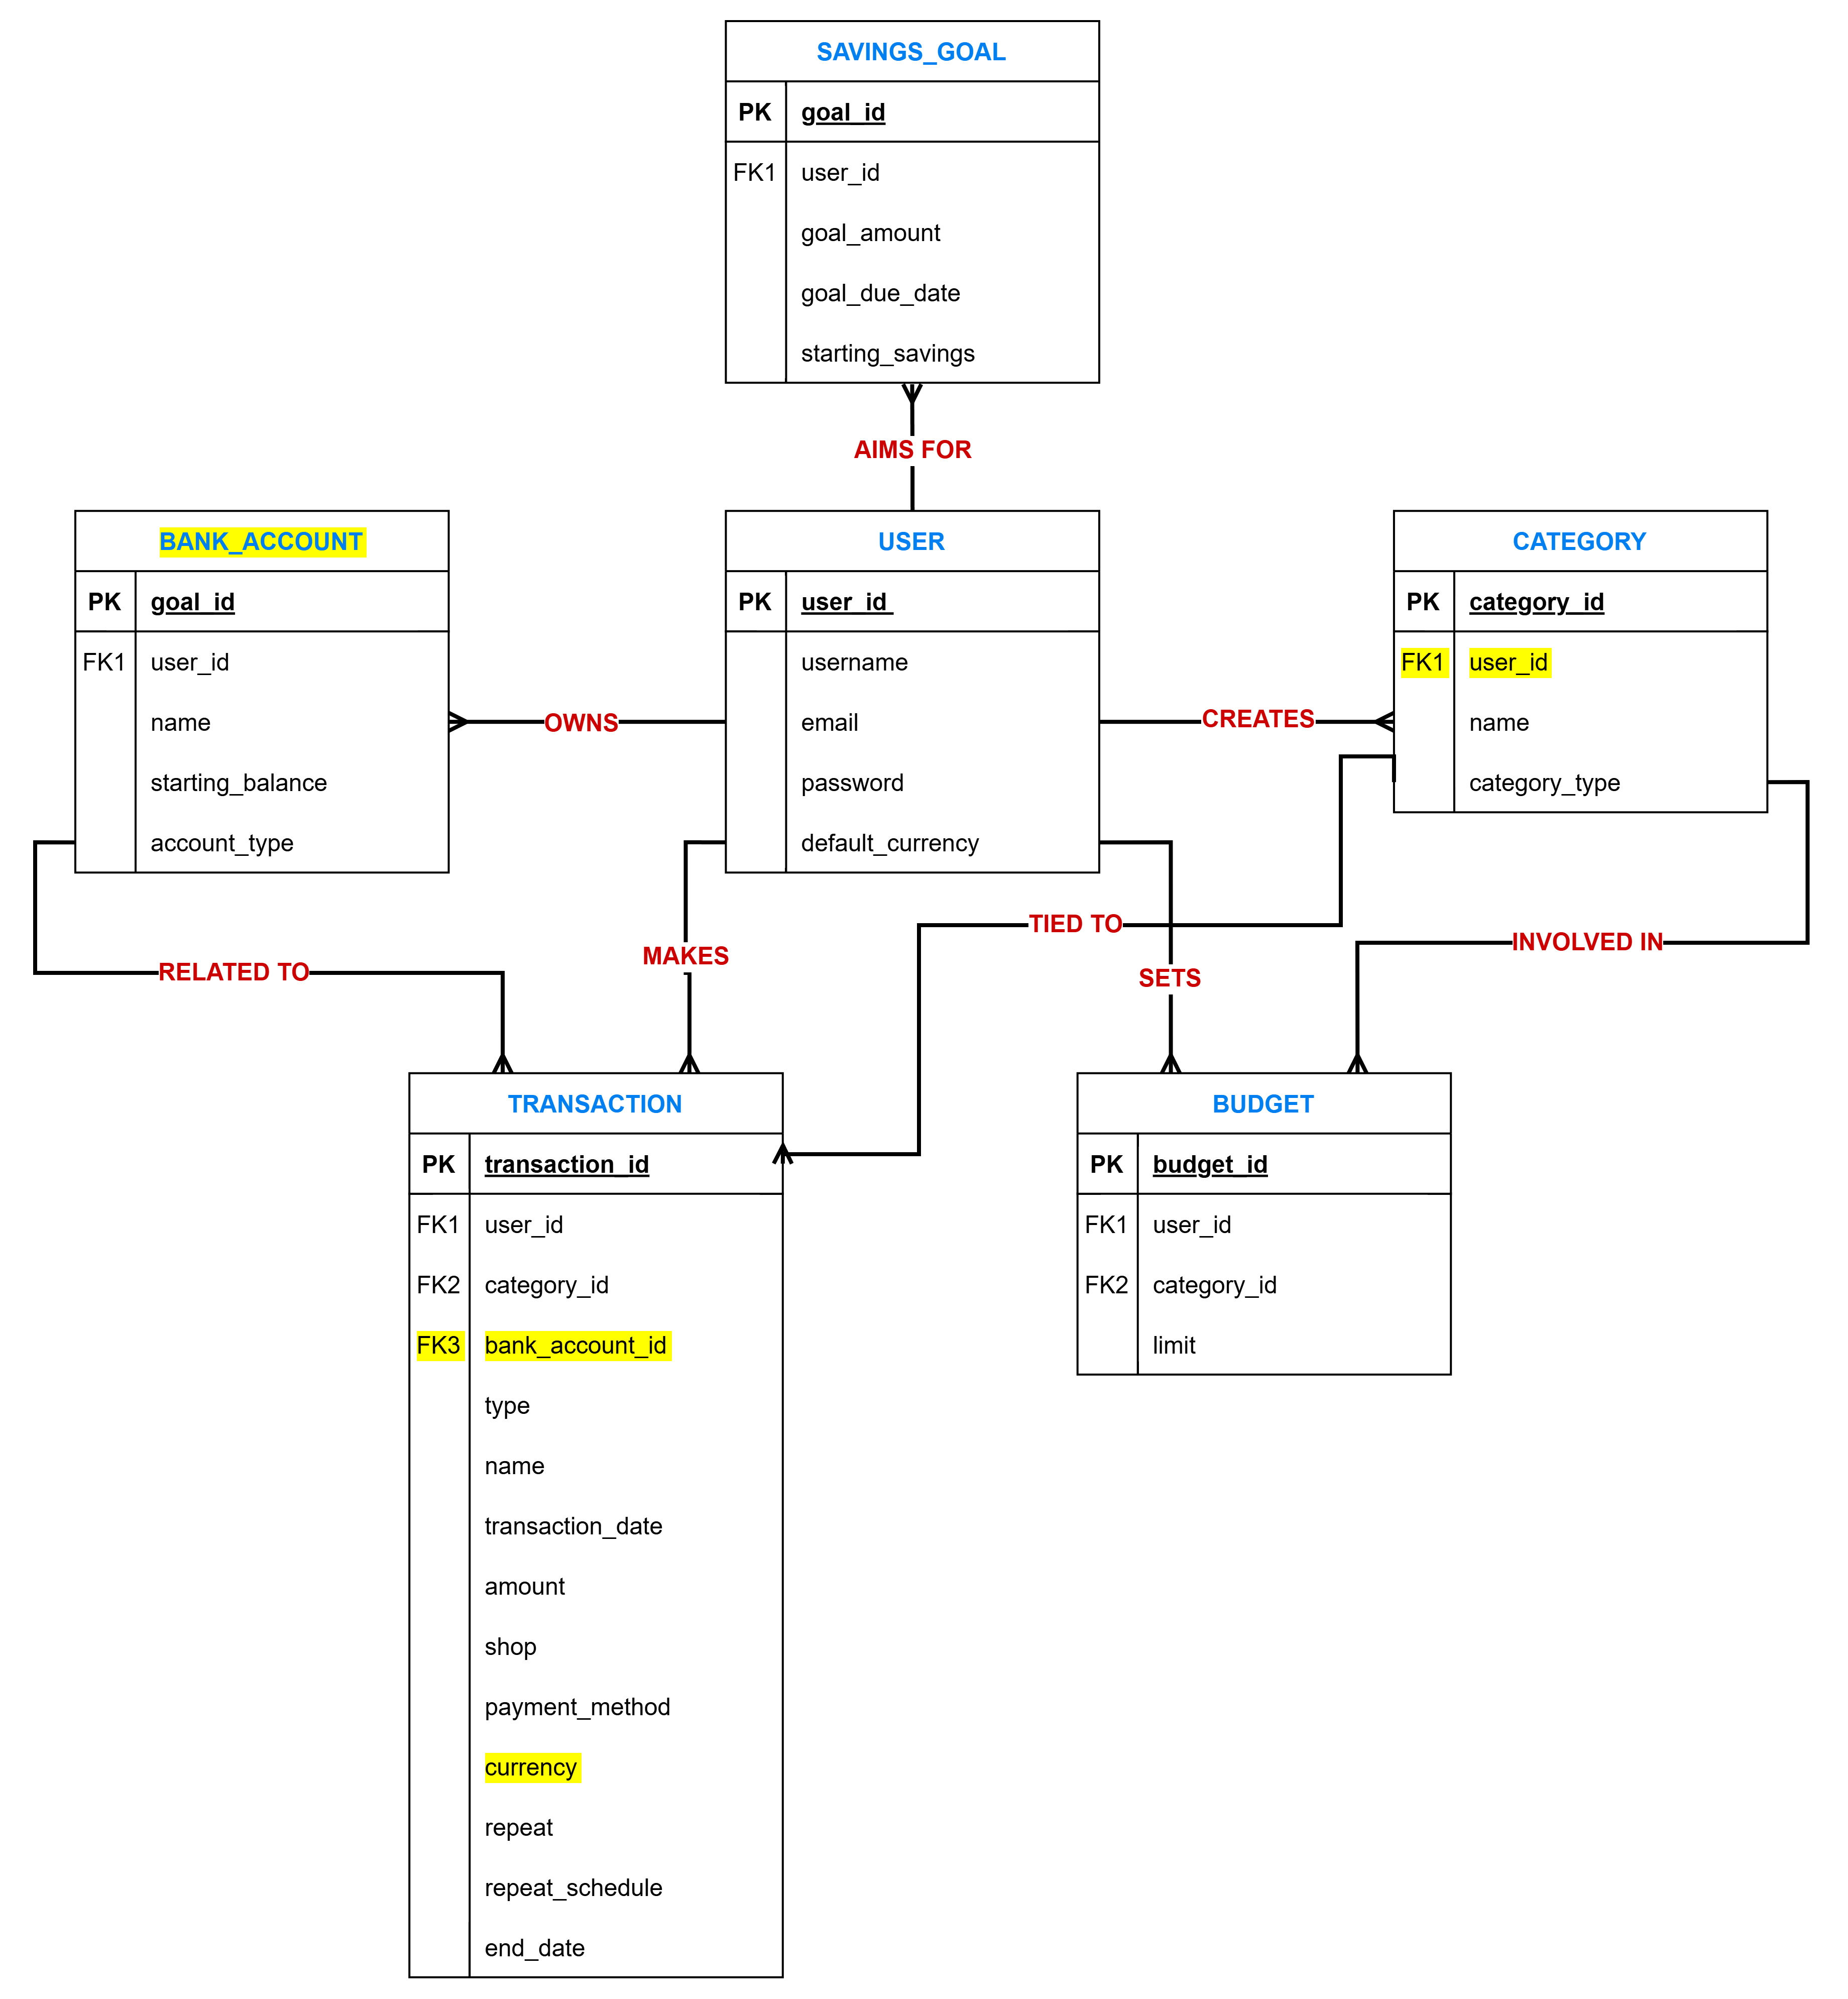 SAVINGS_GOAL
PK goal_id
FK1 user_id
goal_amount
goal_due_date
starting_savings
AIMS FOR
BANK_ACCOUNT
PK goal_id
FK1 user_id
name
starting_balance
account_type
OWNS
USER
PK user_id
username
email
password
default_currency
CREATES
CATEGORY
PK category_id
FK1 user_id
name
category_type
RELATED TO
MAKES
TIED TO
SETS
INVOLVED IN
TRANSACTION
PK transaction_id
FK1 user_id
FK2 category_id
FK3 bank_account_id
type
name
transaction_date
amount
shop
payment_method
currency
repeat
repeat_schedule
end_date
BUDGET
PK budget_id
FK1 user_id
FK2 category_id
limit